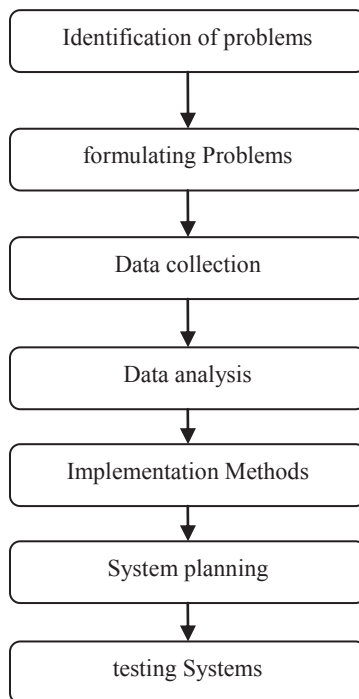 Identification of problems
formulating Problems
Data collection
Data analysis
Implementation Methods
System planning
testing Systems